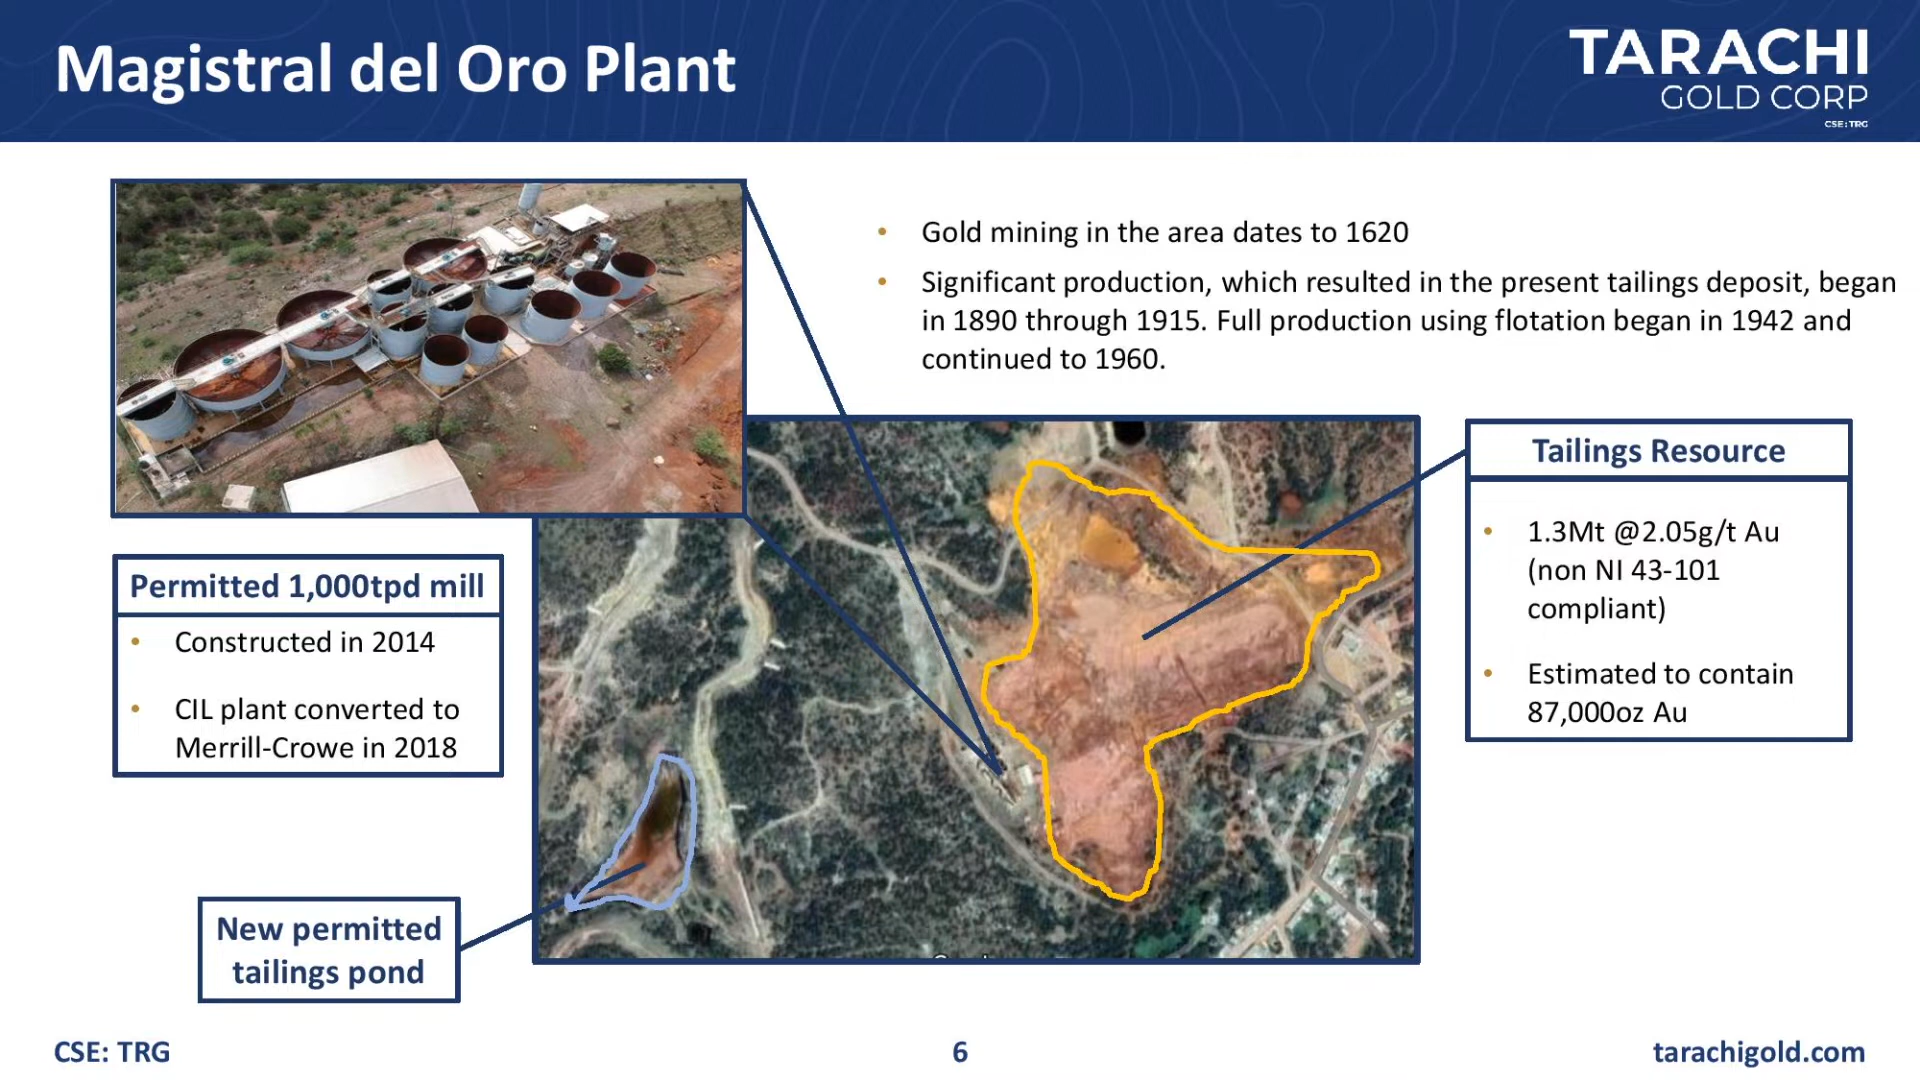 Magistral del Oro Plant
TARACHI
GOLD CORP
CSE:TRG
• Gold mining in the area dates to 1620
• Significant production, which resulted in the present tailings deposit, began
in 1890 through 1915. Full production using flotation began in 1942 and
continued to 1960.
Tailings Resource
• 1.3Mt @2.05g/t Au
(non NI 43-101
compliant)
• Estimated to contain
87,000oz Au
Permitted 1,000tpd mill
• Constructed in 2014
• CIL plant converted to
Merrill-Crowe in 2018
New permitted
tailings pond
CSE: TRG
6
tarachigold.com